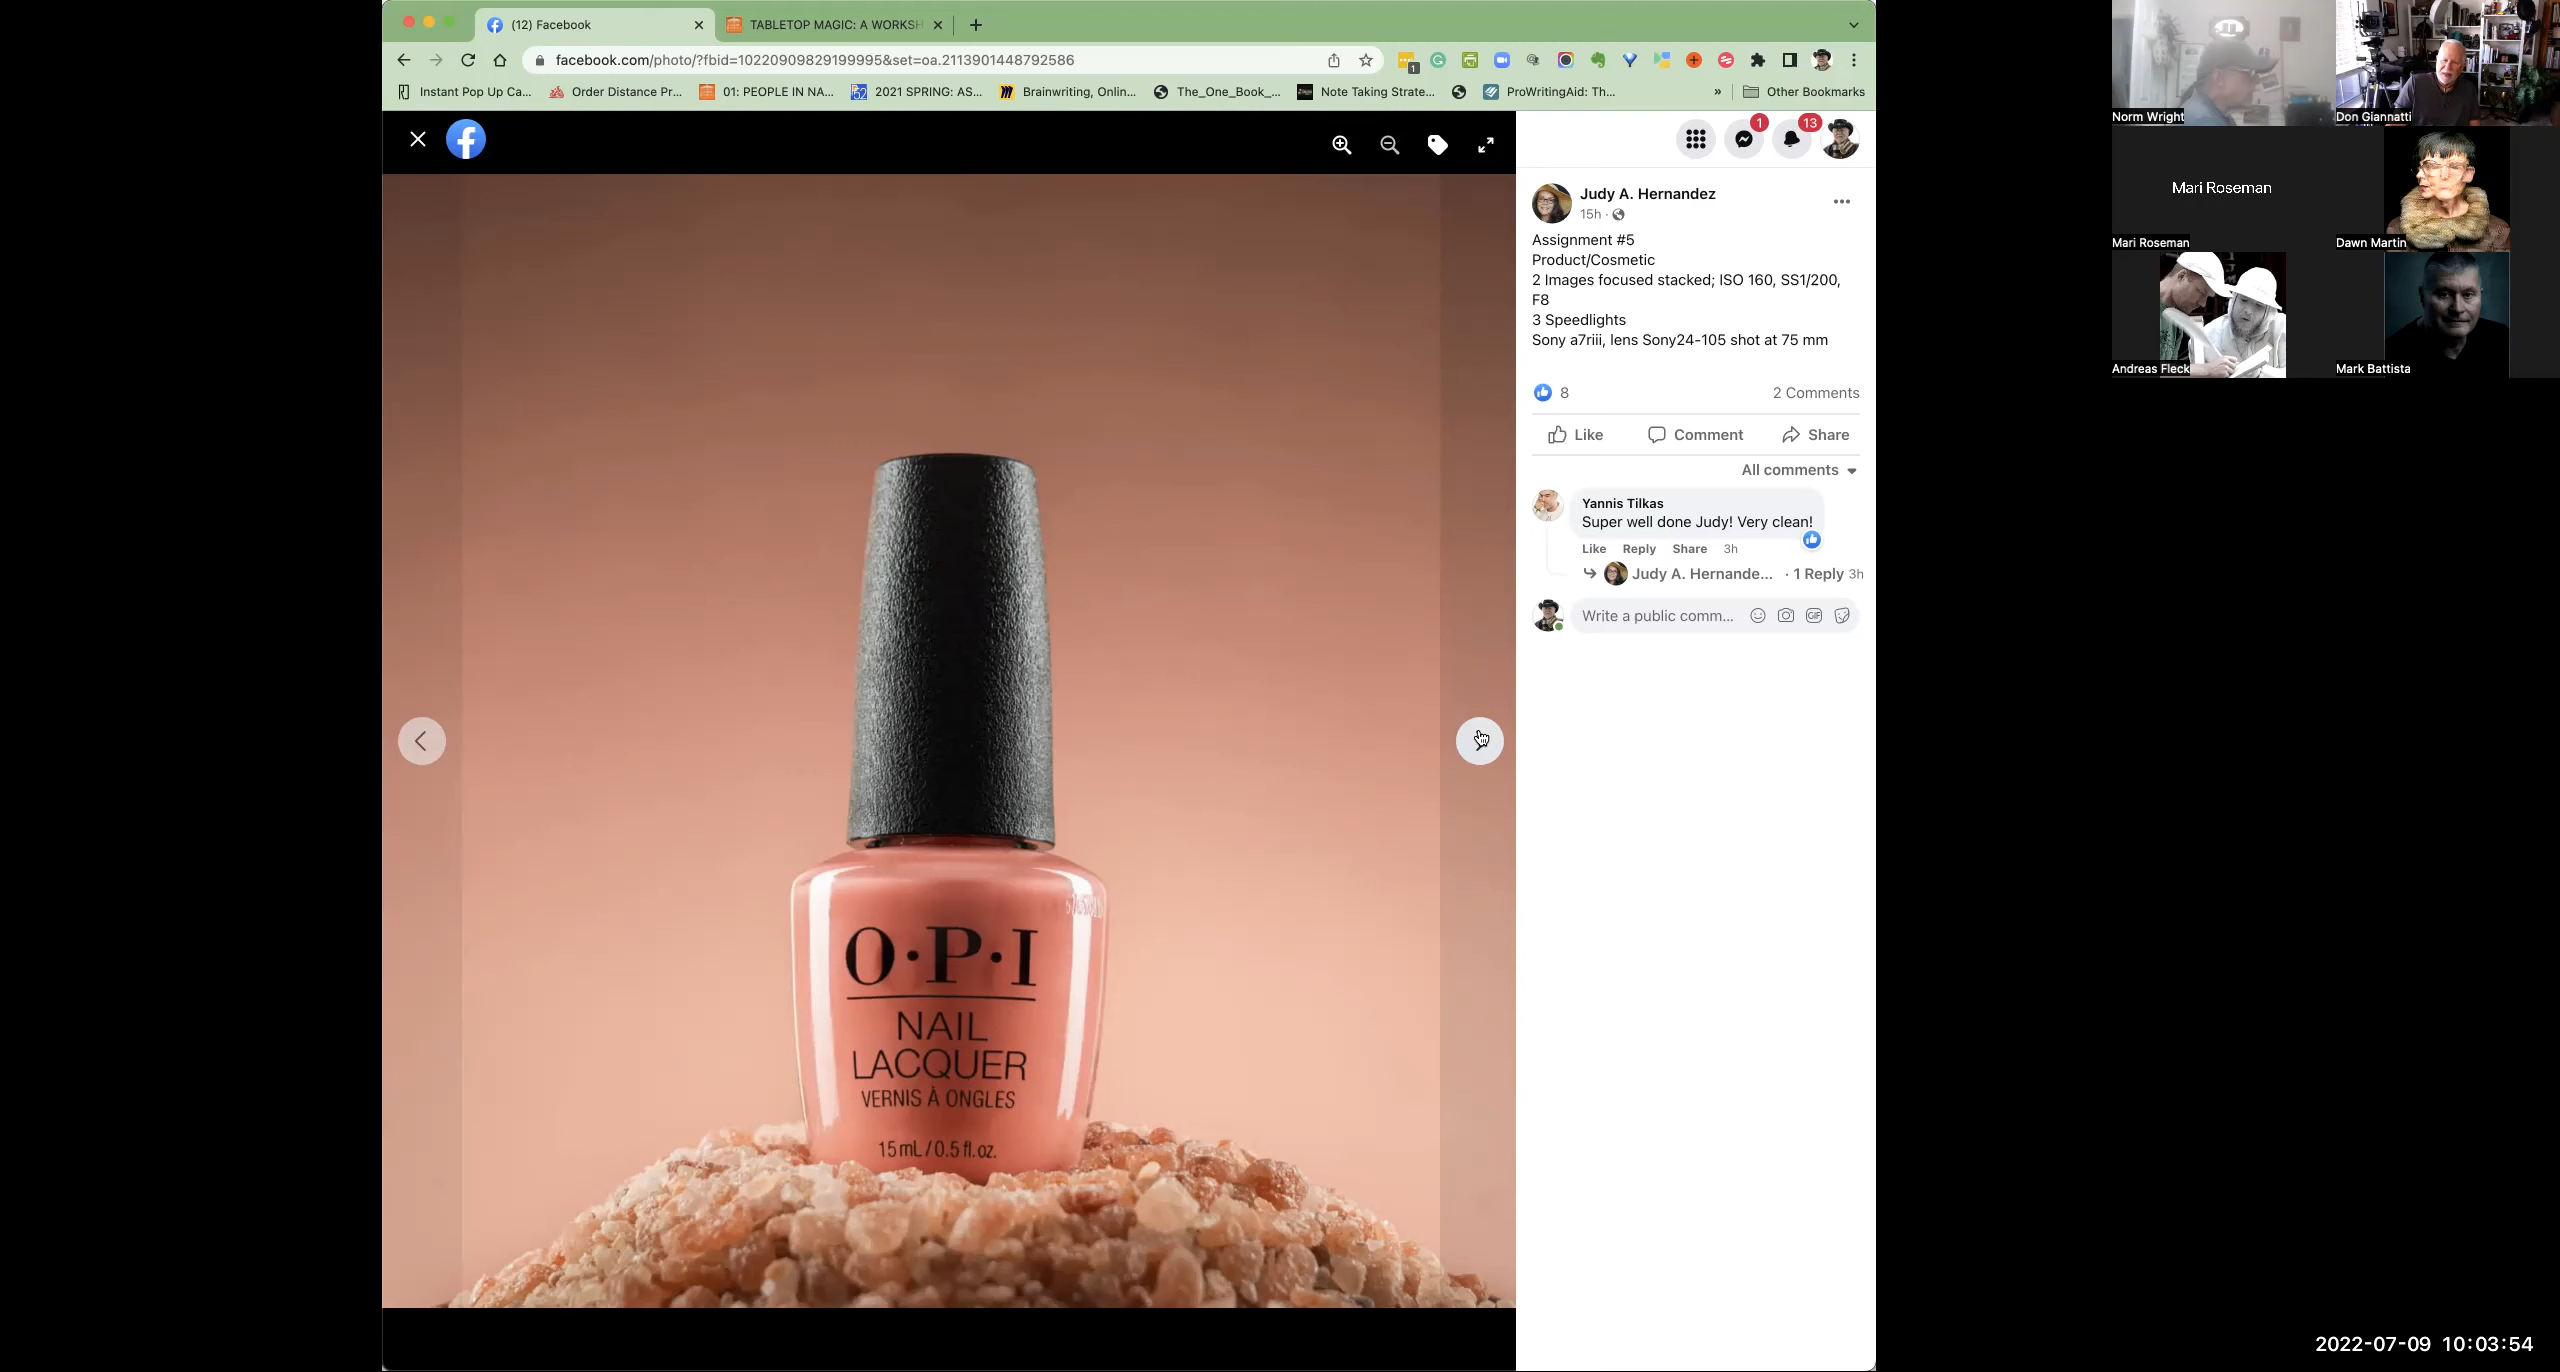 (12) Facebook
TABLETOP MAGIC: A WORKSH
facebook.com/photo/?fbid=10220909829199995&set=oa.2113901448792586
1
Instant Pop Up Ca...
Order Distance Pr...
01: PEOPLE IN NA...
2021 SPRING: AS...
Brainwriting, Onlin...
The_One_Book_...
Note Taking Strate...
ProWritingAid: Th...
»
Other Bookmarks
1
13
Judy A. Hernandez
15h ·
Assignment #5
Product/Cosmetic
2 Images focused stacked; ISO 160, SS1/200,
F8
3 Speedlights
Sony a7riii, lens Sony24-105 shot at 75 mm
8
2 Comments
Like
Comment
Share
All comments
Yannis Tilkas
Super well done Judy! Very clean!
Like Reply Share 3h
Judy A. Hernande... · 1 Reply 3h
Write a public comm...
GIF
O·P·I
NAIL
LACQUER
VERNIS À ONGLES
15 mL / 0.5 fl. oz.
Norm Wright
Don Giannatti
Mari Roseman
Mari Roseman
Dawn Martin
Andreas Fleck
Mark Battista
2022-07-09 10:03:54